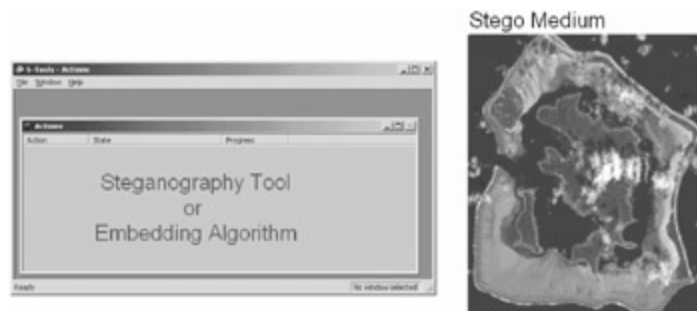 Stego Medium
S-Tools - Actions
File Window Help
Actions
Action State Progress
Steganography Tool
or
Embedding Algorithm
Ready No window selected